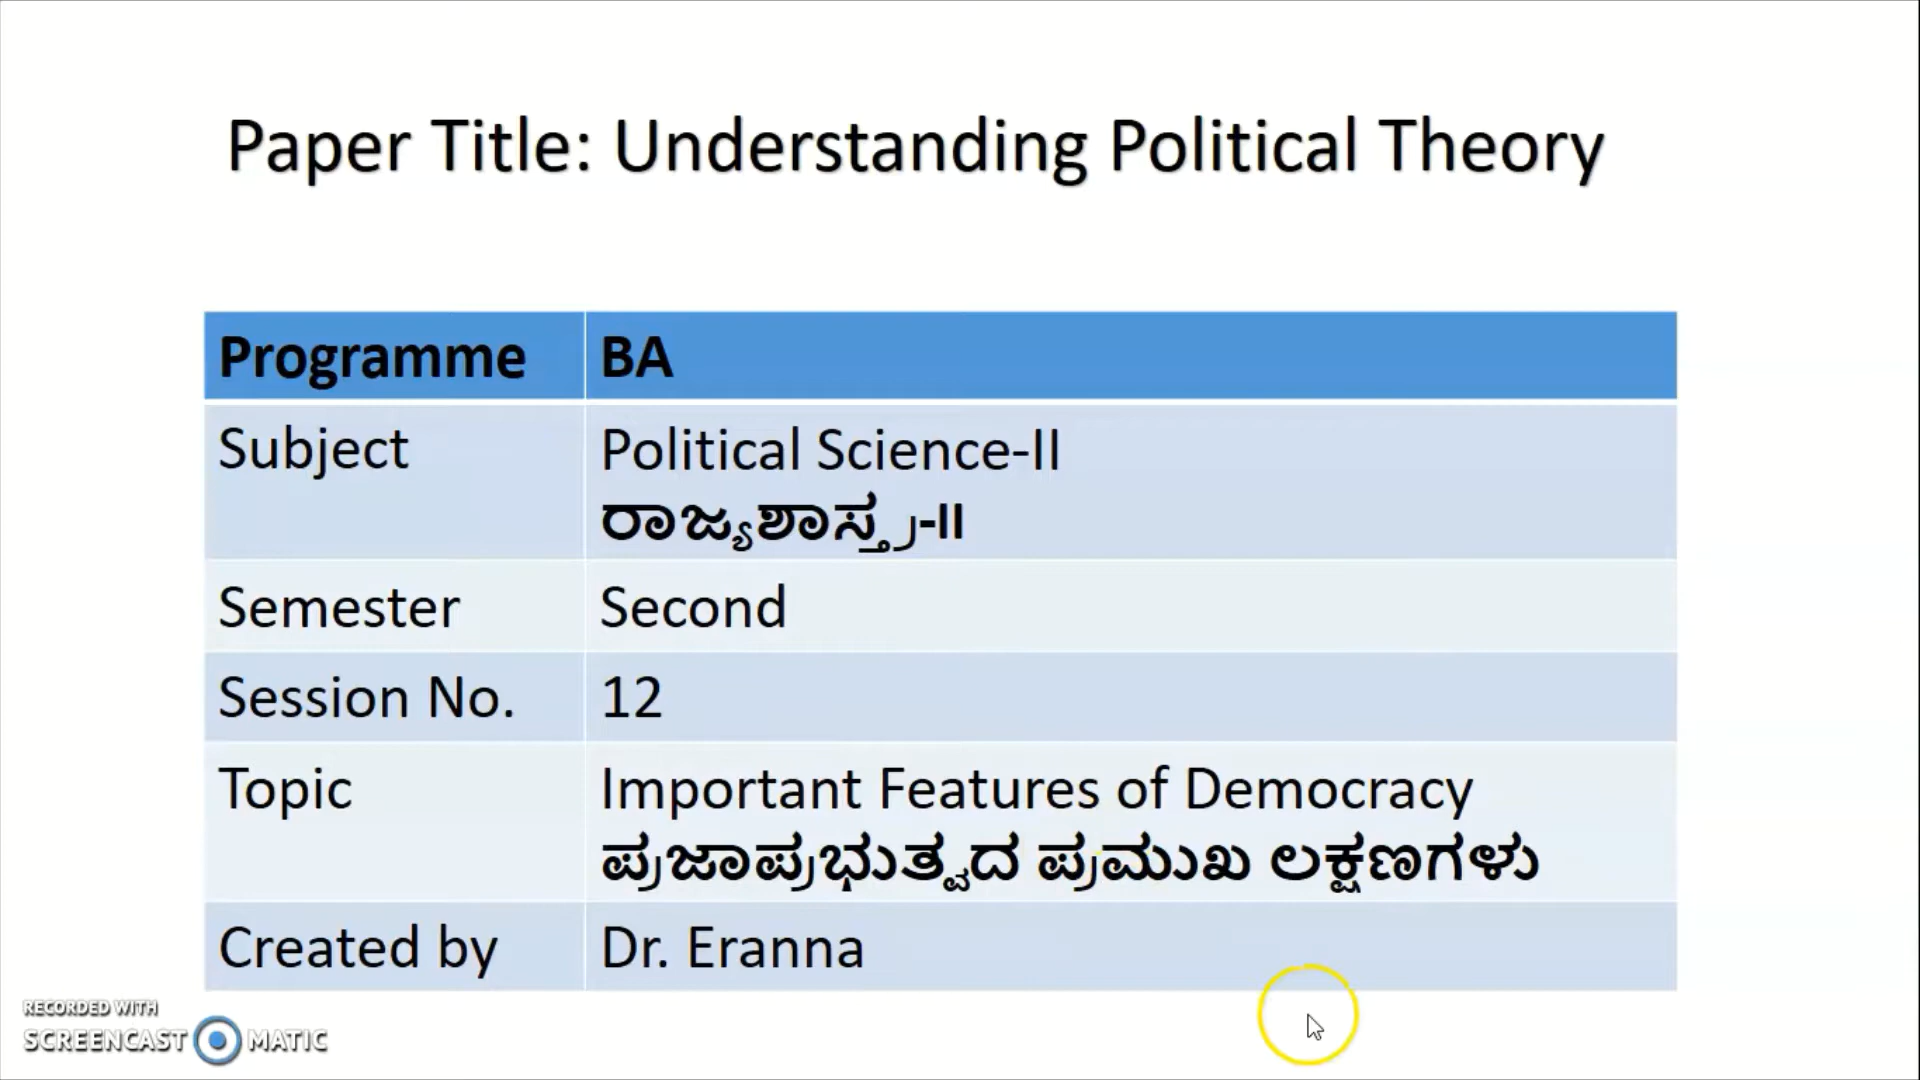 Paper Title: Understanding Political Theory
Programme BA
Subject Political Science-II
ರಾಜ್ಯಶಾಸ್ತ್ರ-II
Semester Second
Session No. 12
Topic Important Features of Democracy
ಪ್ರಜಾಪ್ರಭುತ್ವದ ಪ್ರಮುಖ ಲಕ್ಷಣಗಳು
Created by Dr. Eranna
RECORDED WITH
SCREENCAST MATIC